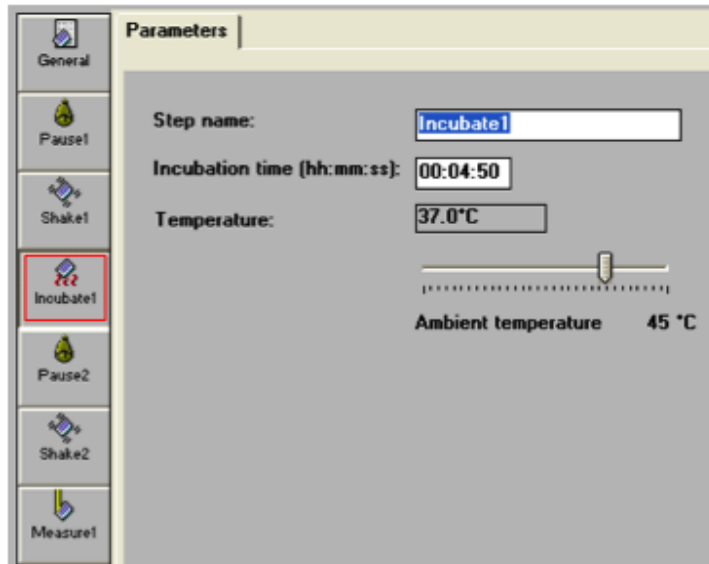 General
Pause1
Shake1
Incubate1
Pause2
Shake2
Measure1
Parameters
Step name: Incubate1
Incubation time (hh:mm:ss): 00:04:50
Temperature: 37.0°C
Ambient temperature 45 °C